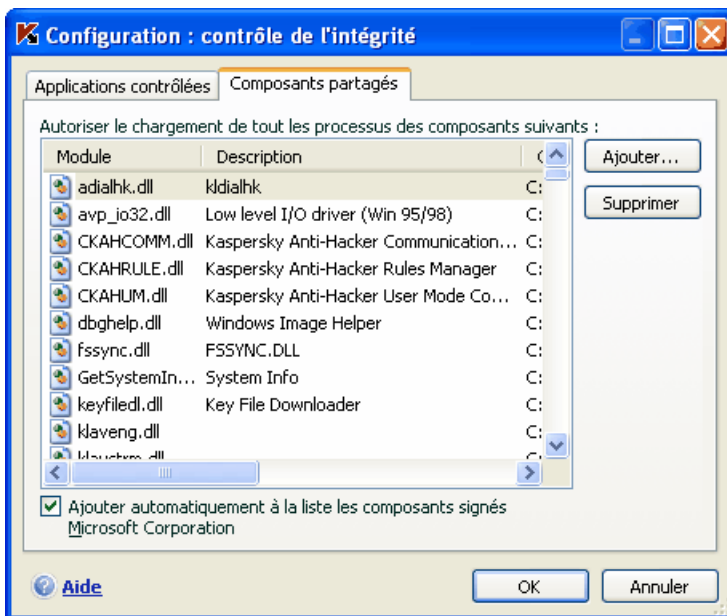 Configuration : contrôle de l'intégrité
Applications contrôlées Composants partagés
Autoriser le chargement de tout les processus des composants suivants :
Module Description
Ajouter...
adialhk.dll kldialhk C:
Supprimer
avp_io32.dll Low level I/O driver (Win 95/98) C:
CKAHCOMM.dll Kaspersky Anti-Hacker Communication... C:
CKAHRULE.dll Kaspersky Anti-Hacker Rules Manager C:
CKAHUM.dll Kaspersky Anti-Hacker User Mode Co... C:
dbghelp.dll Windows Image Helper C:
fssync.dll FSSYNC.DLL C:
GetSystemIn... System Info C:
keyfiledl.dll Key File Downloader C:
klaveng.dll C:
Ajouter automatiquement à la liste les composants signés
Microsoft Corporation
Aide OK Annuler